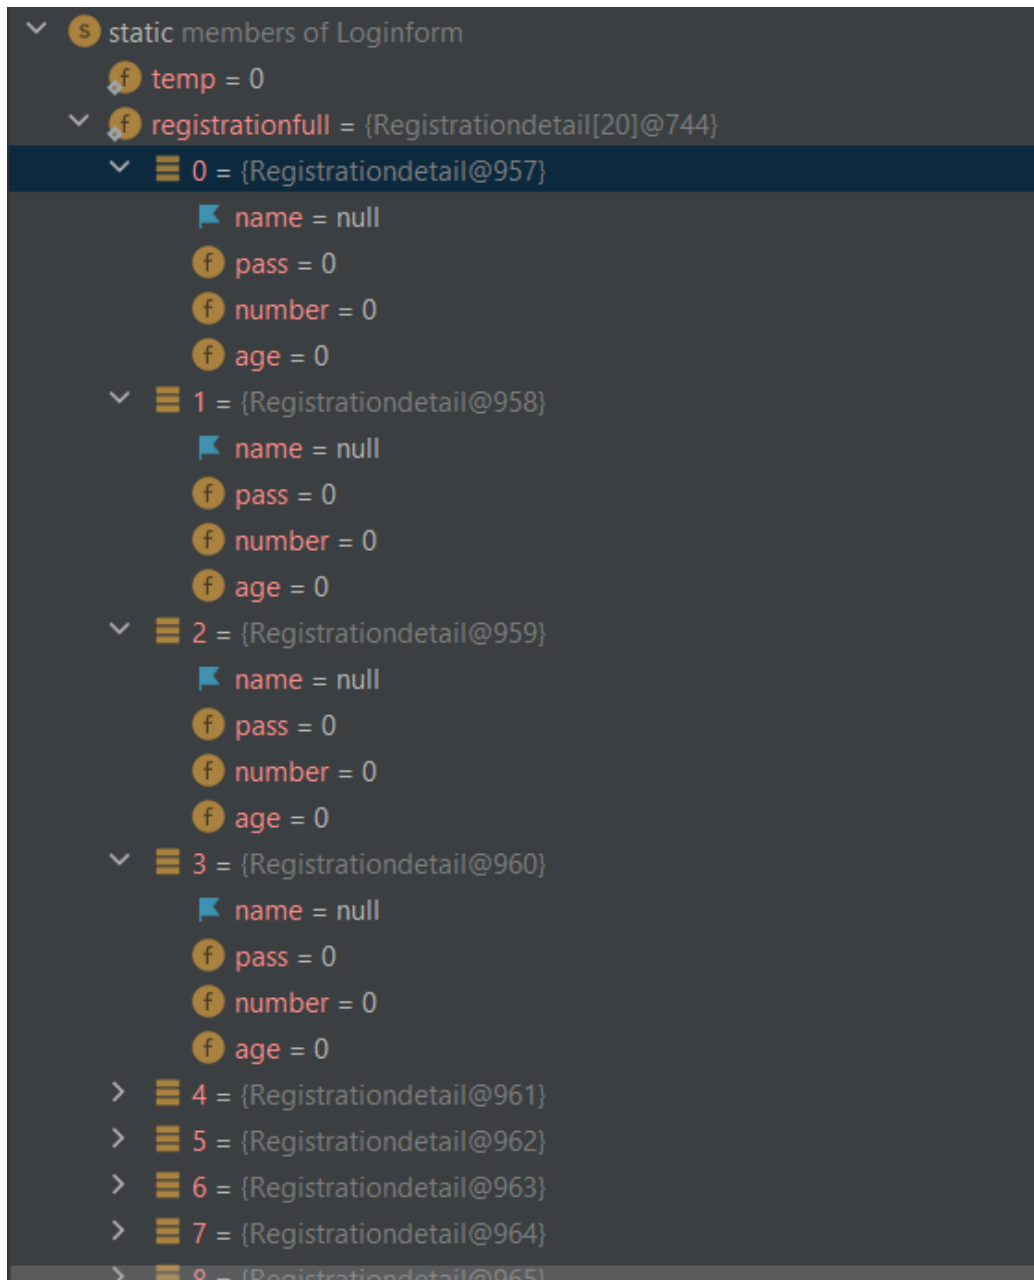 s static members of Loginform
f temp = 0
f registrationfull = {Registrationdetail[20]@744}
0 = {Registrationdetail@957}
name = null
f pass = 0
f number = 0
f age = 0
1 = {Registrationdetail@958}
name = null
f pass = 0
f number = 0
f age = 0
2 = {Registrationdetail@959}
name = null
f pass = 0
f number = 0
f age = 0
3 = {Registrationdetail@960}
name = null
f pass = 0
f number = 0
f age = 0
4 = {Registrationdetail@961}
5 = {Registrationdetail@962}
6 = {Registrationdetail@963}
7 = {Registrationdetail@964}
8 = {Registrationdetail@965}